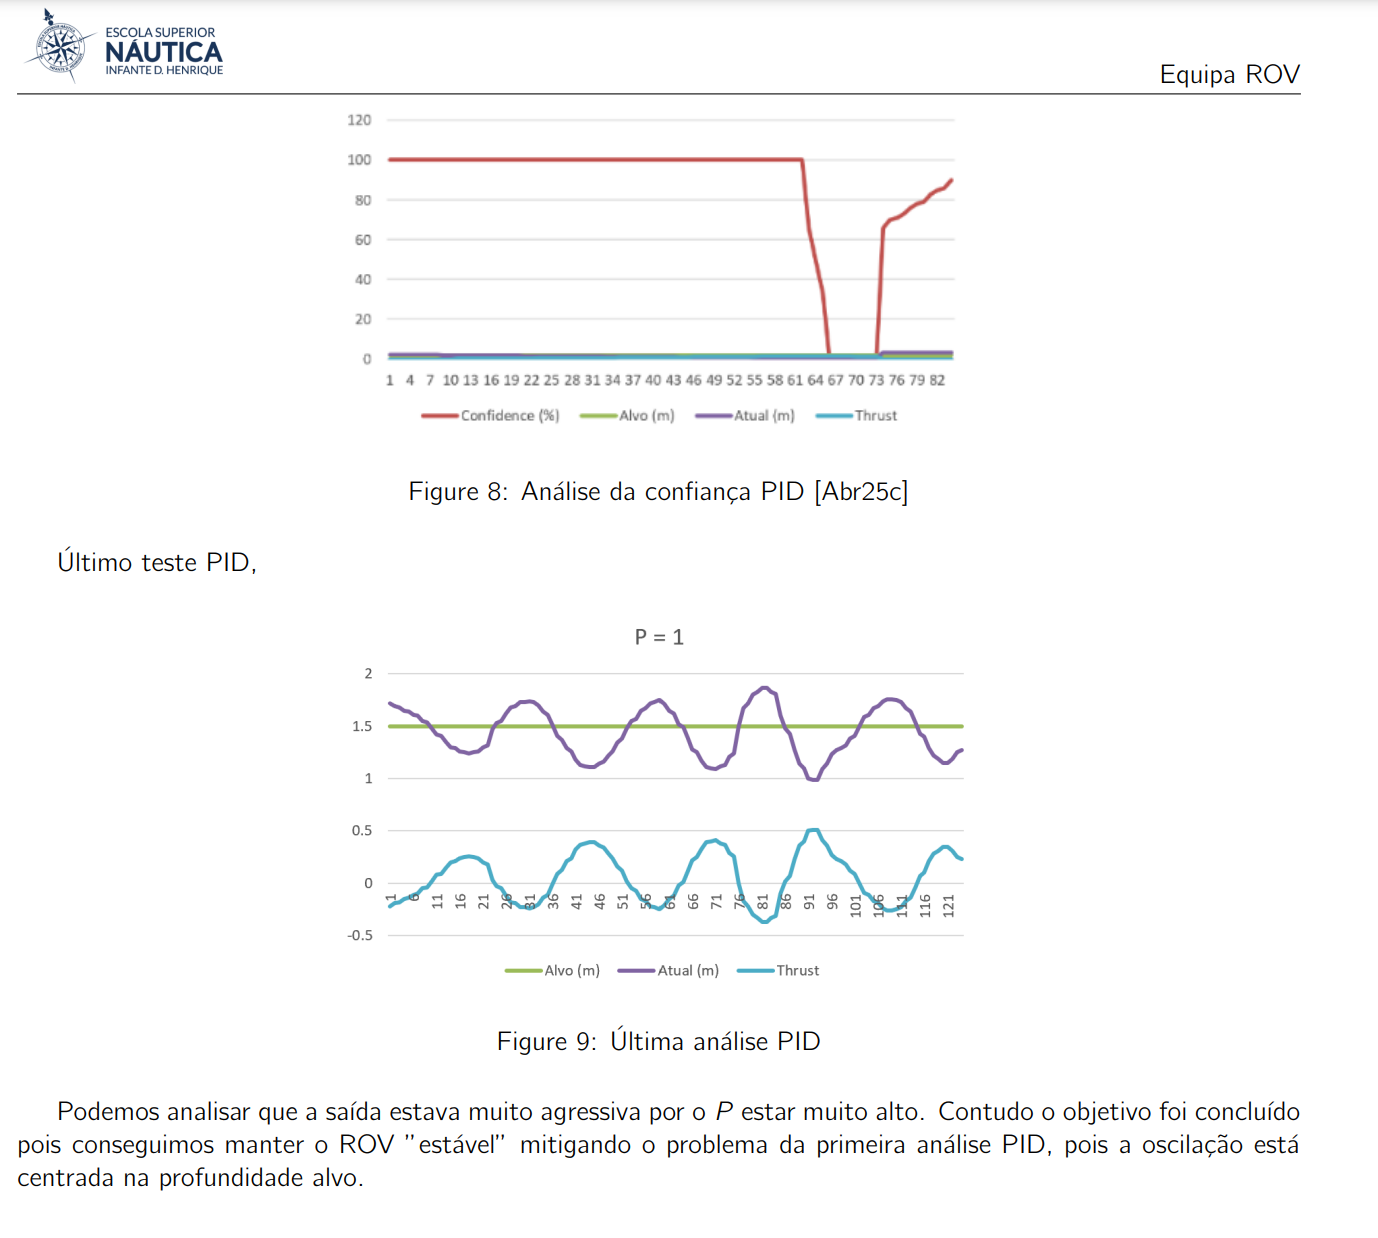 ESCOLA SUPERIOR
NÁUTICA
INFANTE D. HENRIQUE
Equipa ROV
120
100
80
60
40
20
0
1 4 7 10 13 16 19 22 25 28 31 34 37 40 43 46 49 52 55 58 61 64 67 70 73 76 79 82
Confidence (%) Alvo (m) Atual (m) Thrust
Figure 8: Análise da confiança PID [Abr25c]
Último teste PID,
P = 1
2
1.5
1
0.5
0
-0.5
1 6 11 16 21 26 31 36 41 46 51 56 61 66 71 76 81 86 91 96 101 106 111 116 121
Alvo (m) Atual (m) Thrust
Figure 9: Última análise PID
Podemos analisar que a saída estava muito agressiva por o P estar muito alto. Contudo o objetivo foi concluído
pois conseguimos manter o ROV ”estável” mitigando o problema da primeira análise PID, pois a oscilação está
centrada na profundidade alvo.